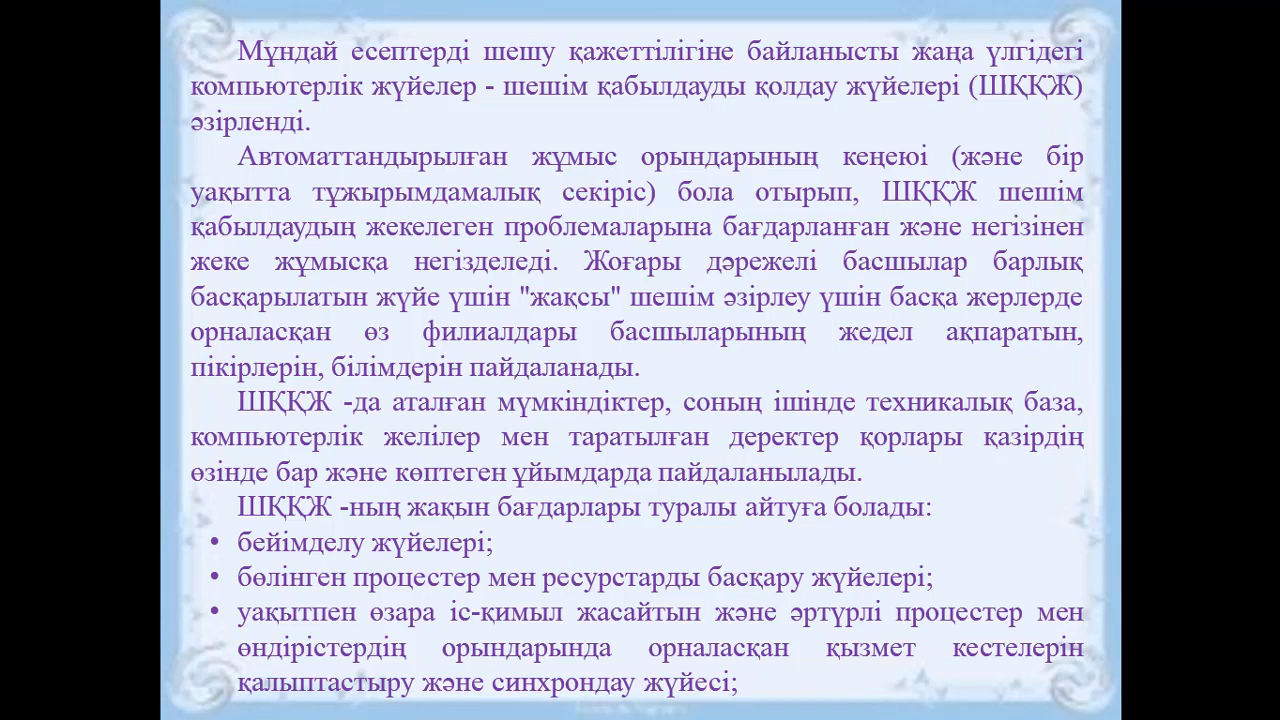 Мұндай есептерді шешу қажеттілігіне байланысты жаңа үлгідегі
компьютерлік жүйелер - шешім қабылдауды қолдау жүйелері (ШҚҚЖ)
әзірленді.
Автоматтандырылған жұмыс орындарының кеңеюі (және бір
уақытта тұжырымдамалық секіріс) бола отырып, ШҚҚЖ шешім
қабылдаудың жекелеген проблемаларына бағдарланған және негізінен
жеке жұмысқа негізделеді. Жоғары дәрежелі басшылар барлық
басқарылатын жүйе үшін "жақсы" шешім әзірлеу үшін басқа жерлерде
орналасқан өз филиалдары басшыларының жедел ақпаратын,
пікірлерін, білімдерін пайдаланады.
ШҚҚЖ -да аталған мүмкіндіктер, соның ішінде техникалық база,
компьютерлік желілер мен таратылған деректер қорлары қазірдің
өзінде бар және көптеген ұйымдарда пайдаланылады.
ШҚҚЖ -ның жақын бағдарлары туралы айтуға болады:
• бейімделу жүйелері;
• бөлінген процестер мен ресурстарды басқару жүйелері;
• уақытпен өзара іс-қимыл жасайтын және әртүрлі процестер мен
өндірістердің орындарында орналасқан қызмет кестелерін
қалыптастыру және синхрондау жүйесі;